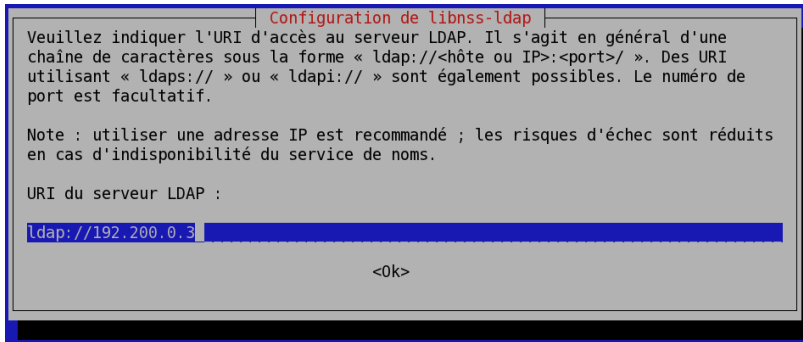 Configuration de libnss-ldap
Veuillez indiquer l'URI d'accès au serveur LDAP. Il s'agit en général d'une
chaîne de caractères sous la forme « ldap://<hôte ou IP>:<port>/ ». Des URI
utilisant « ldaps:// » ou « ldapi:// » sont également possibles. Le numéro de
port est facultatif.
Note : utiliser une adresse IP est recommandé ; les risques d'échec sont réduits
en cas d'indisponibilité du service de noms.
URI du serveur LDAP :
ldap://192.200.0.3
<Ok>